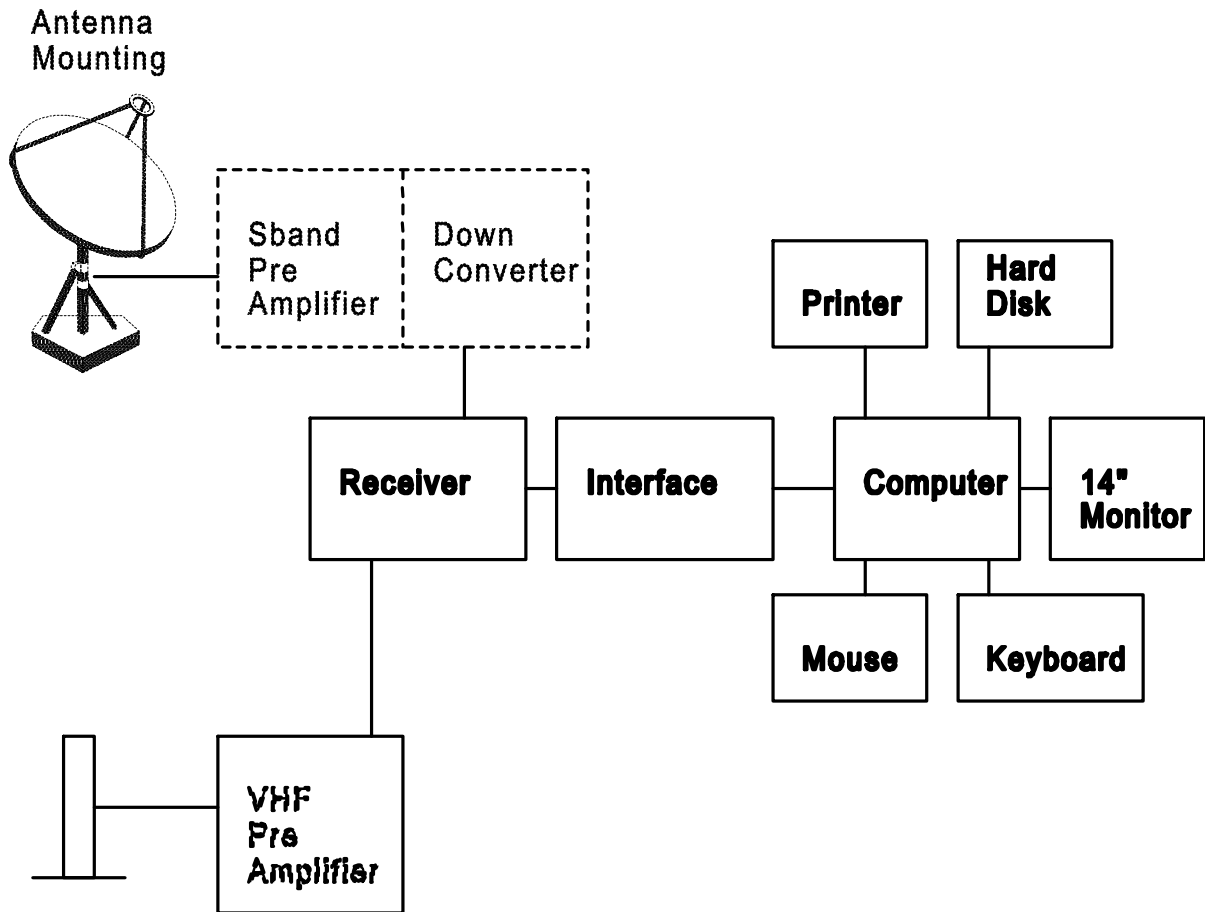 Antenna
Mounting
Sband
Pre
Amplifier
Down
Converter
Printer
Hard
Disk
Receiver
Interface
Computer
14"
Monitor
Mouse
Keyboard
VHF
Pre
Amplifier